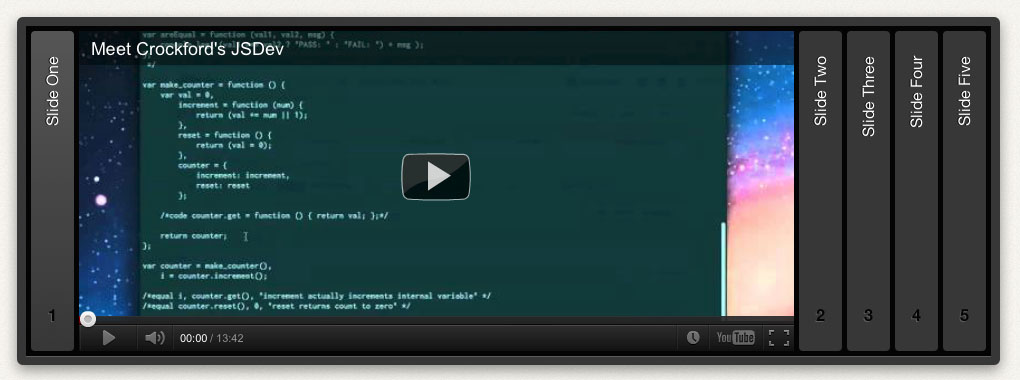 Slide One
1
Meet Crockford's JSDev
var areEqual = function (val1, val2, msg) {
? "PASS: " : "FAIL: ") + msg );
*/
var make_counter = function () {
var val = 0,
increment = function (num) {
return (val += num || 1);
},
reset = function () {
return (val = 0);
},
counter = {
increment: increment,
reset: reset
};
/*code counter.get = function () { return val; };*/
return counter;
};
var counter = make_counter(),
i = counter.increment();
/*equal i, counter.get(), "increment actually increments internal variable" */
/*equal counter.reset(), 0, "reset returns count to zero" */
00:00 / 13:42
YouTube
Slide Two
2
Slide Three
3
Slide Four
4
Slide Five
5